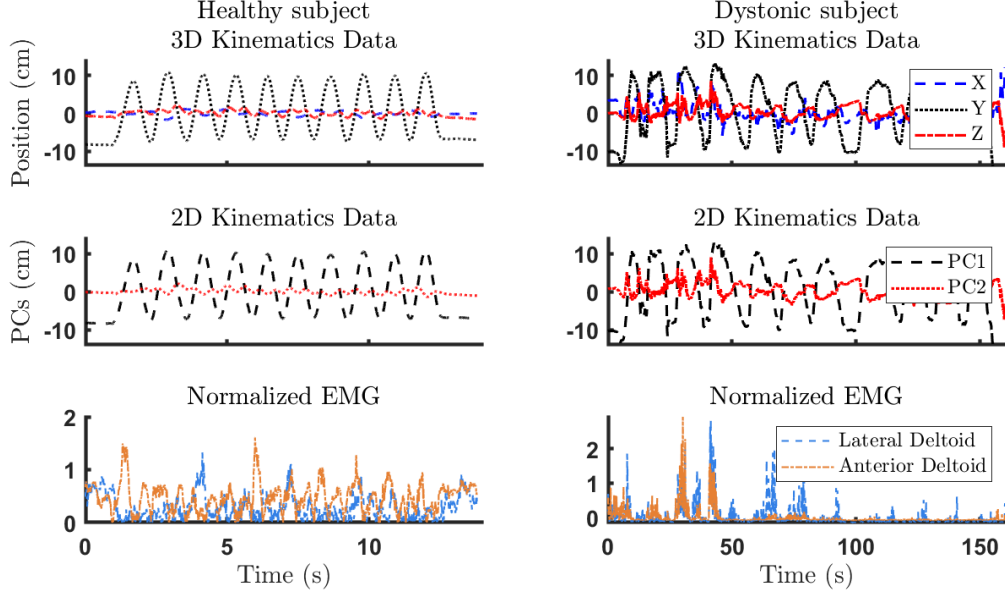 Healthy subject
3D Kinematics Data
Position (cm)
10
0
-10
2D Kinematics Data
PCs (cm)
10
0
-10
Normalized EMG
2
1
0
0
5
10
Time (s)
Dystonic subject
3D Kinematics Data
10
0
-10
X
Y
Z
2D Kinematics Data
10
0
-10
PC1
PC2
Normalized EMG
2
1
0
Lateral Deltoid
Anterior Deltoid
0
50
100
150
Time (s)